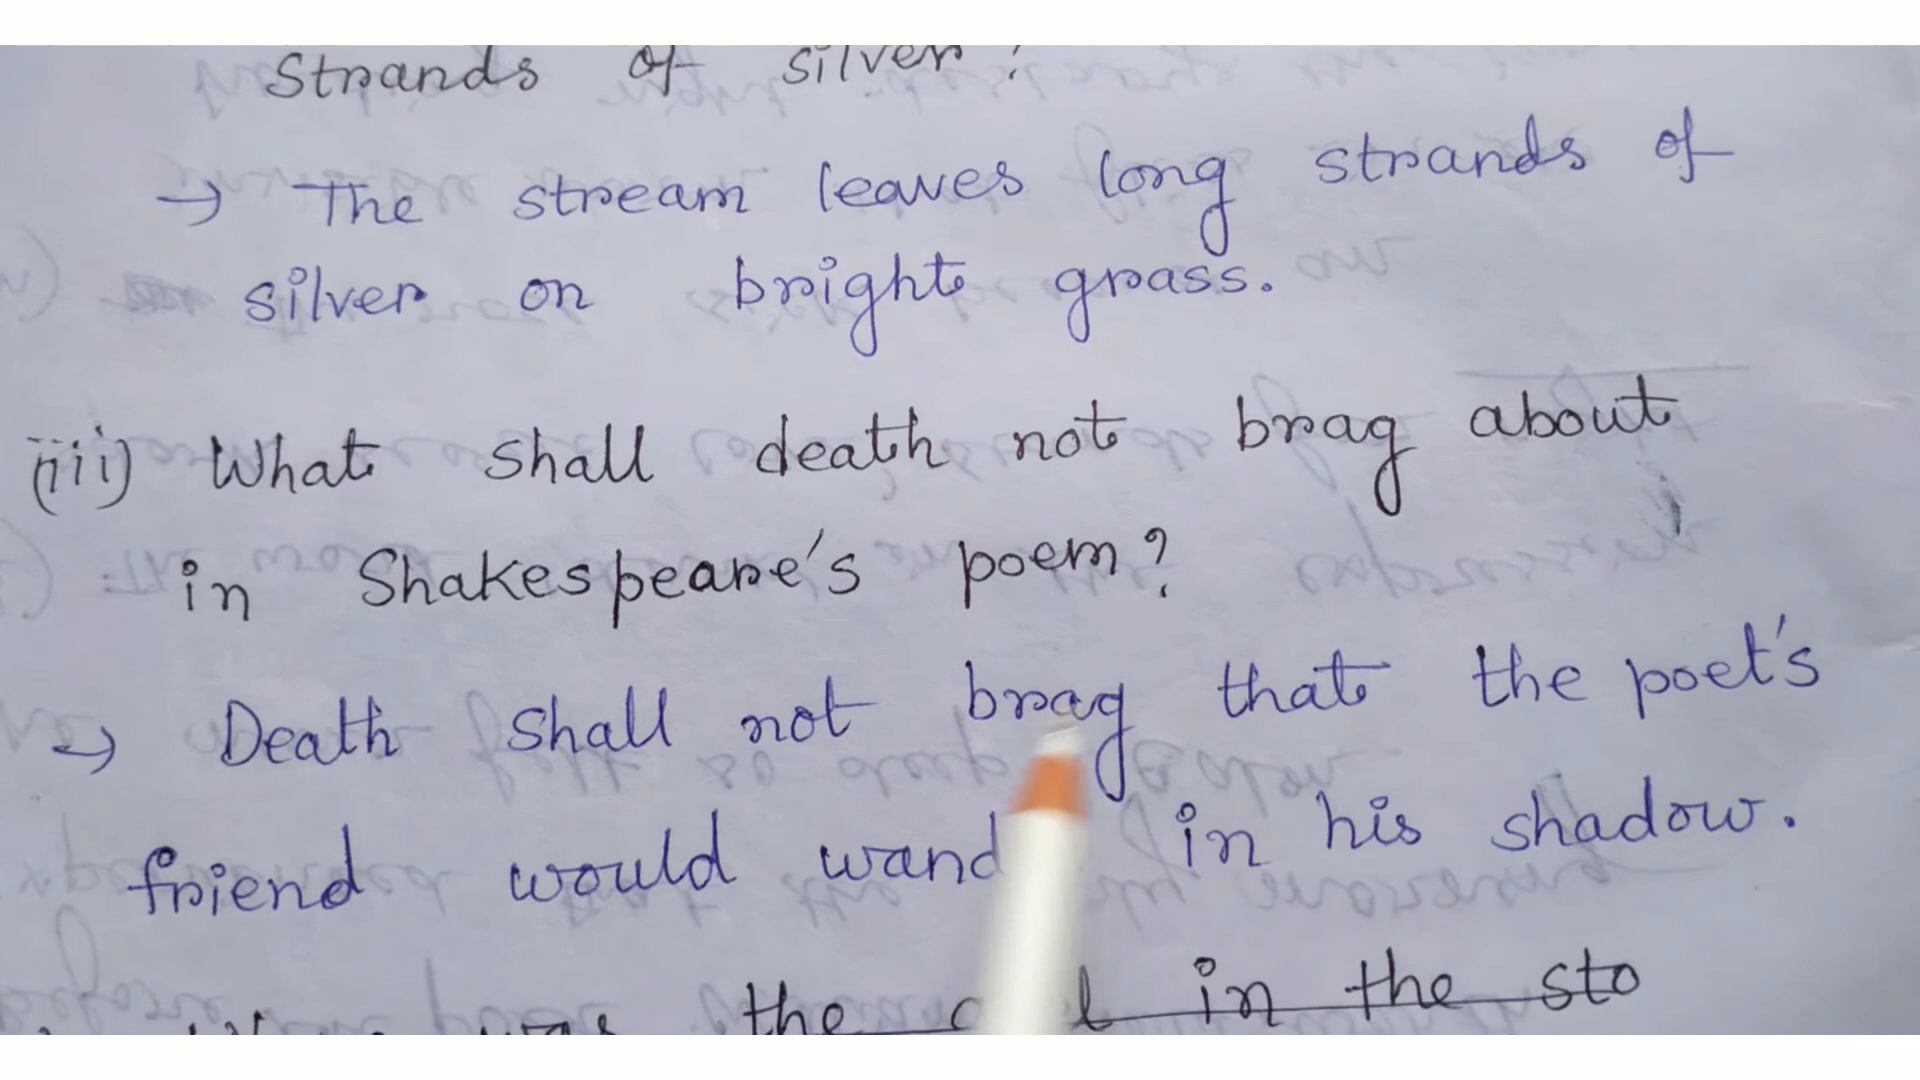 Strands of silver?
→ The stream leaves long strands of
silver on bright grass.
(iii) What shall death not brag about
in Shakespeare's poem?
→ Death shall not brag that the poet's
friend would wand in his shadow.
the in the sto